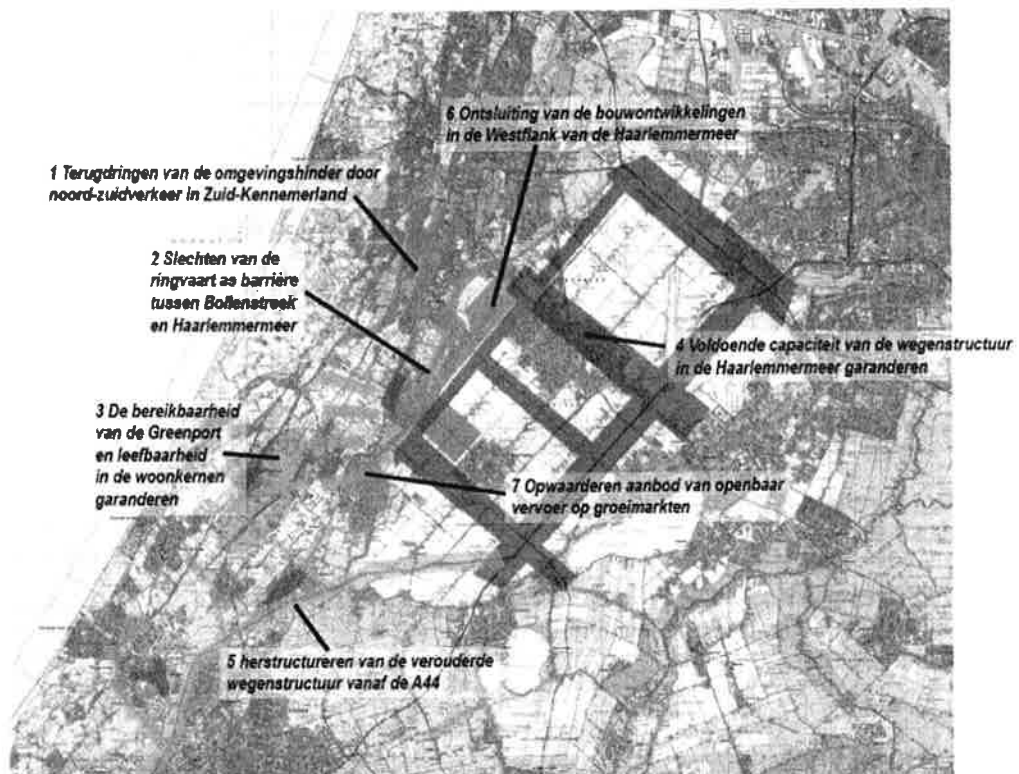 6 Ontsluiting van de bouwontwikkelingen
in de Westflank van de Haarlemmermeer
1 Terugdringen van de omgevingshinder door
noord-zuidverkeer in Zuid-Kennemerland
2 Slechten van de
ringvaart as barrière
tussen Bollenstreek
en Haarlemmermeer
4 Voldoende capaciteit van de wegenstructuur
in de Haarlemmermeer garanderen
3 De bereikbaarheid
van de Greenport
en leefbaarheid
in de woonkernen
garanderen
7 Opwaarderen aanbod van openbaar
vervoer op groeimarkten
5 herstructureren van de verouderde
wegenstructuur vanaf de A44